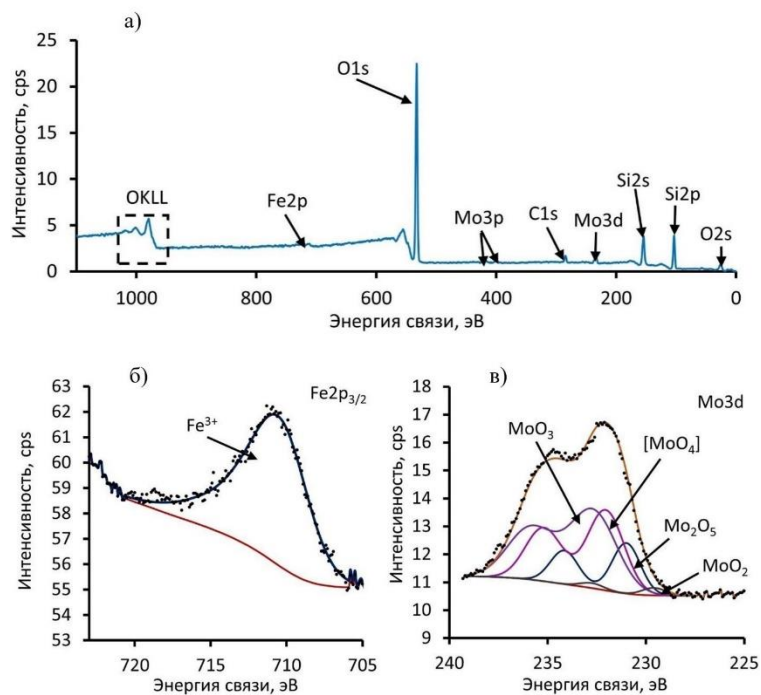 а)
Интенсивность, cps
25
20
15
10
5
0
O1s
OKLL
Fe2p
Mo3p
C1s
Mo3d
Si2s
Si2p
O2s
1000 800 600 400 200 0
Энергия связи, эВ
б)
Fe2p3/2
Fe³⁺
Интенсивность, cps
63
62
61
60
59
58
57
56
55
54
53
720 715 710 705
Энергия связи, эВ
в)
Mo3d
MoO₃
[MoO₄]
Mo₂O₅
MoO₂
Интенсивность, cps
18
17
16
15
14
13
12
11
10
9
240 235 230 225
Энергия связи, эВ